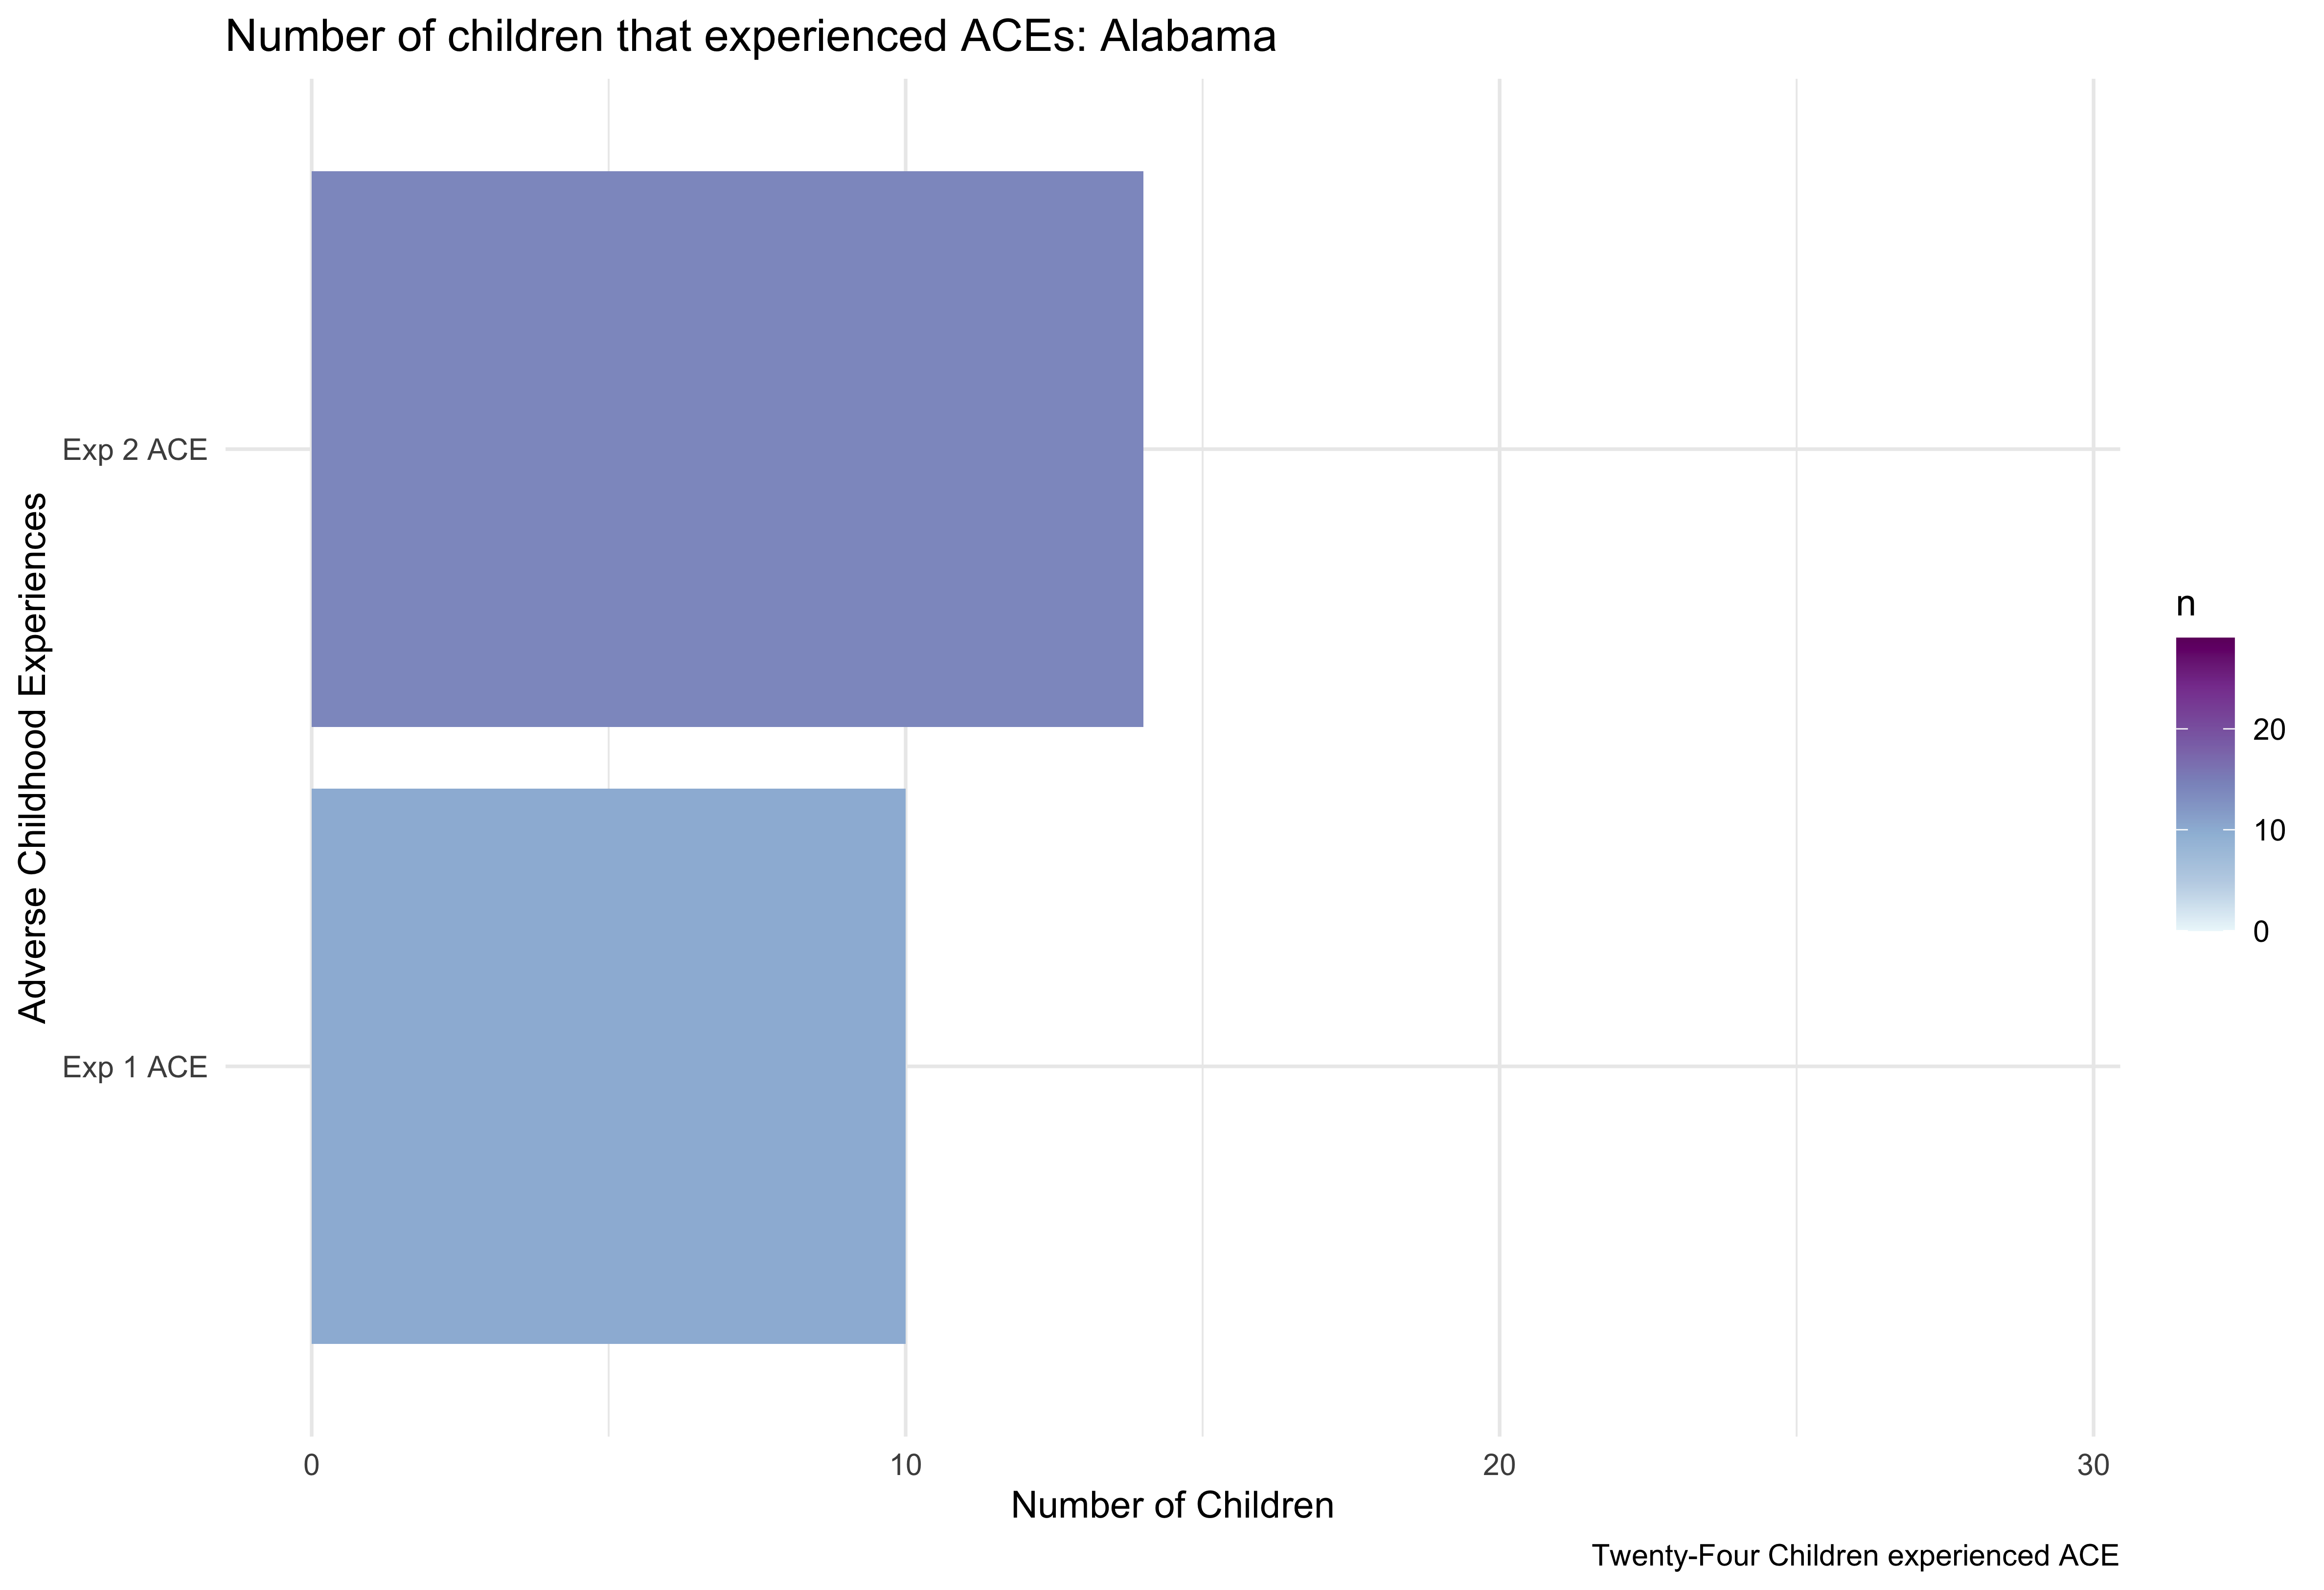 Number of children that experienced ACEs: Alabama
Adverse Childhood Experiences
Exp 2 ACE
Exp 1 ACE
0
10
20
30
Number of Children
n
20
10
0
Twenty-Four Children experienced ACE